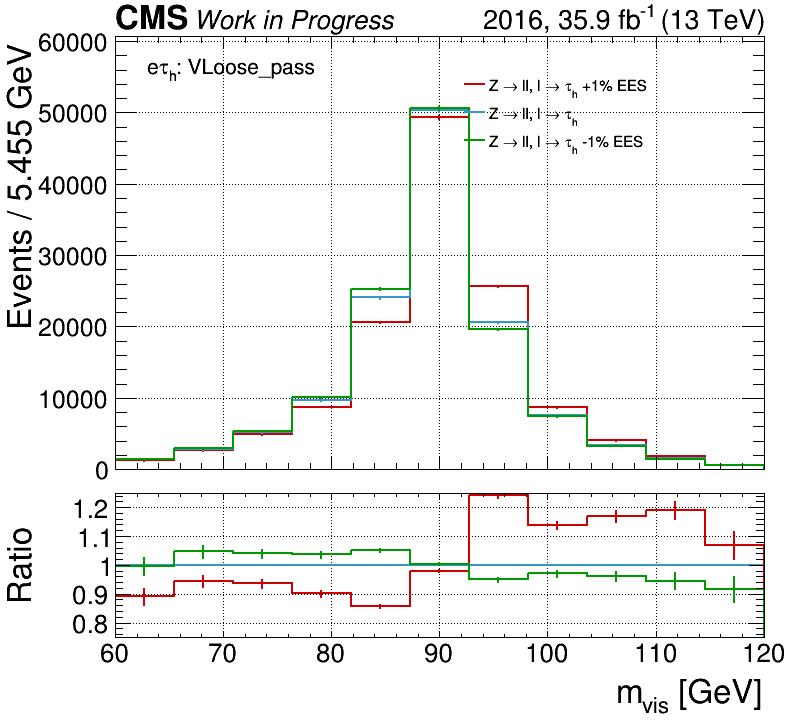 CMS Work in Progress 2016, 35.9 fb-1 (13 TeV)
eτh: VLoose_pass
Z → ll, l → τh +1% EES
Z → ll, l → τh
Z → ll, l → τh -1% EES
Events / 5.455 GeV
60000
50000
40000
30000
20000
10000
0
Ratio
1.2
1.1
1
0.9
0.8
60 70 80 90 100 110 120
mvis [GeV]